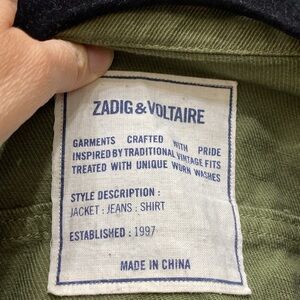 ZADIG & VOLTAIRE
GARMENTS CRAFTED WITH PRIDE
INSPIRED BY TRADITIONAL VINTAGE FITS
TREATED WITH UNIQUE WORN WASHES
STYLE DESCRIPTION :
JACKET : JEANS : SHIRT
ESTABLISHED : 1997
MADE IN CHINA